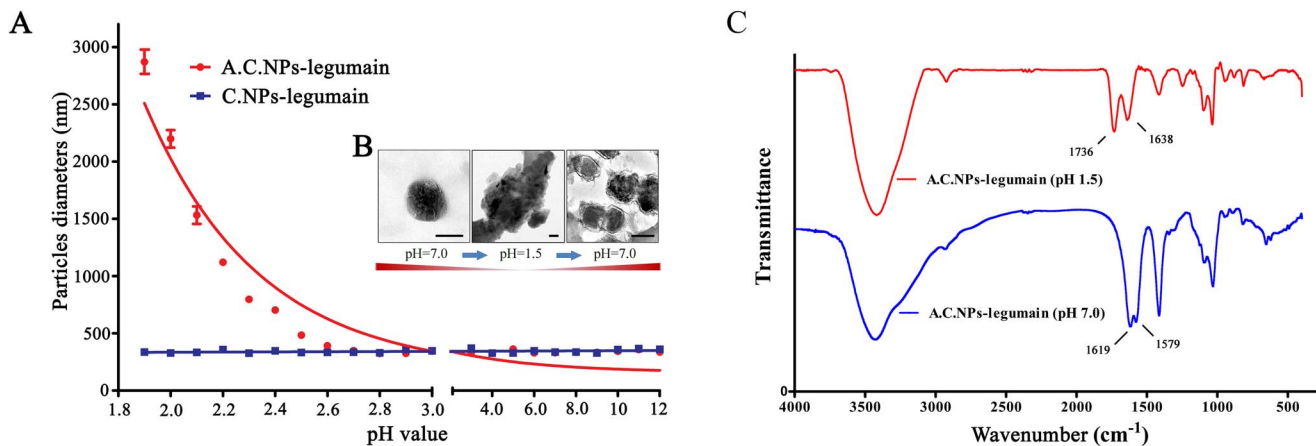 A
3000
2500
2000
1500
1000
500
0
Particles diameters (nm)
1.8 2.0 2.2 2.4 2.6 2.8 3.0 4.0 6.0 8.0 10 12
pH value
A.C.NPs-legumain
C.NPs-legumain
B
pH=7.0 pH=1.5 pH=7.0
C
Transmittance
0
1736
1638
A.C.NPs-legumain (pH 1.5)
A.C.NPs-legumain (pH 7.0)
1619
1579
4000 3000 2000 1000 500
Wavenumber (cm⁻¹)